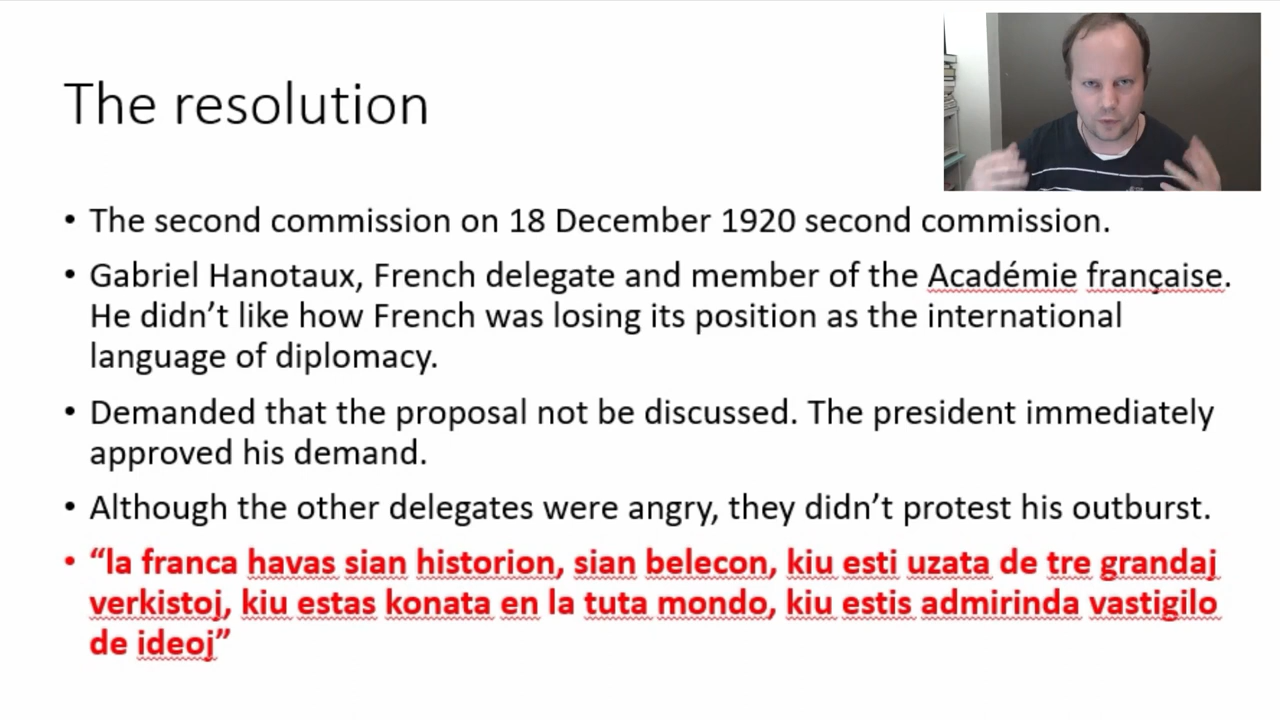 The resolution
• The second commission on 18 December 1920 second commission.
• Gabriel Hanotaux, French delegate and member of the Académie française.
He didn’t like how French was losing its position as the international
language of diplomacy.
• Demanded that the proposal not be discussed. The president immediately
approved his demand.
• Although the other delegates were angry, they didn’t protest his outburst.
• “la franca havas sian historion, sian belecon, kiu esti uzata de tre grandaj
verkistoj, kiu estas konata en la tuta mondo, kiu estis admirinda vastigilo
de ideoj”